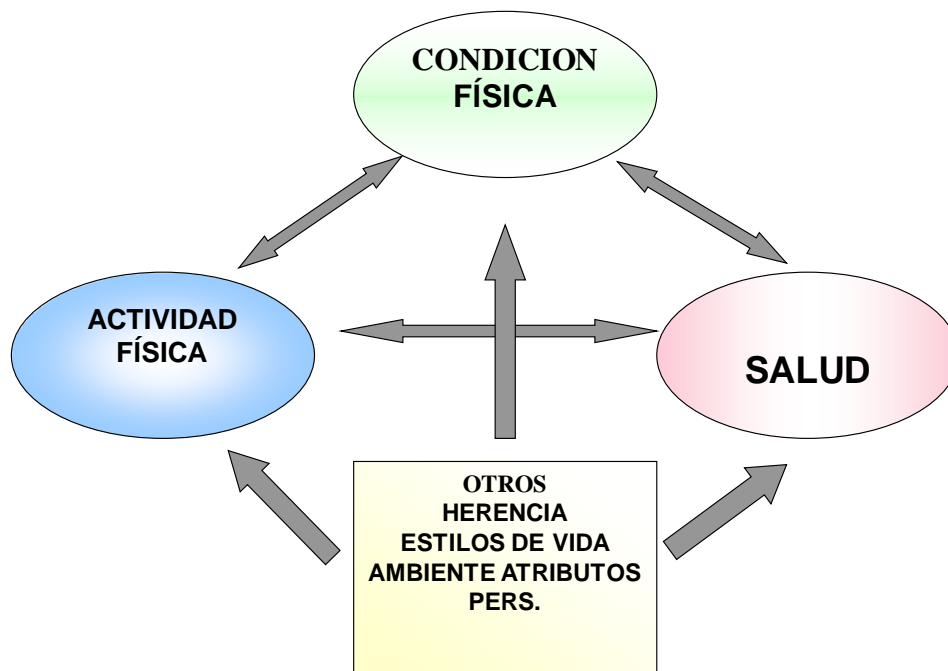 CONDICION
FÍSICA
ACTIVIDAD
FÍSICA
SALUD
OTROS
HERENCIA
ESTILOS DE VIDA
AMBIENTE ATRIBUTOS
PERS.